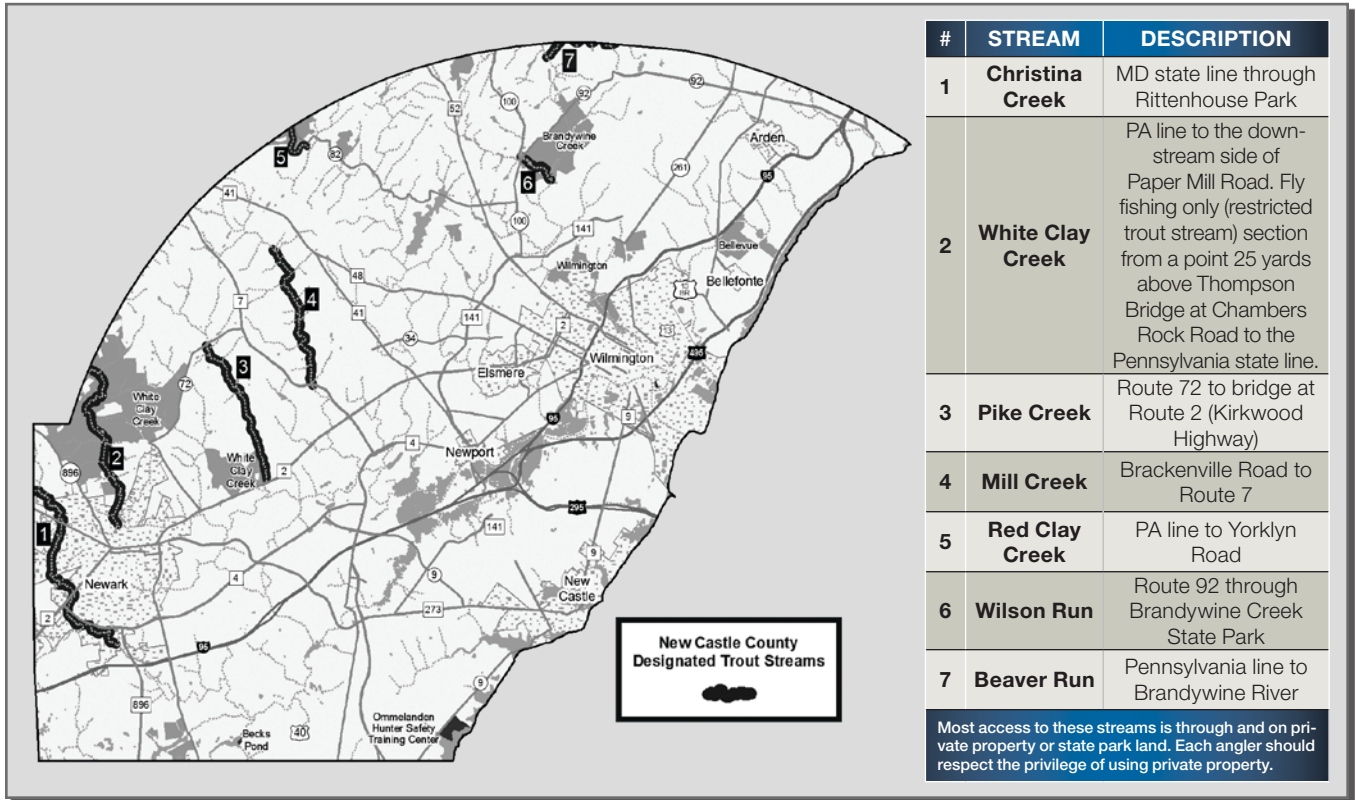 7
92
92
52
100
Brandywine
Creek
Arden
5
82
6
261
95
41
100
141
Bellevue
Wilmington
48
Bellefonte
4
7
41
141
2
13
34
3
Wilmington
495
Elsmere
72
White
Clay
Creek
95
9
4
Newport
2
White
Clay
Creek
2
896
295
1
141
9
Newark
4
9
New
Castle
273
2
95
New Castle County
Designated Trout Streams
9
896
Ommelanden
Hunter Safety
Training Center
Becks
Pond
40
# STREAM DESCRIPTION
1 Christina Creek MD state line through
Rittenhouse Park
2 White Clay Creek PA line to the down-
stream side of
Paper Mill Road. Fly
fishing only (restricted
trout stream) section
from a point 25 yards
above Thompson
Bridge at Chambers
Rock Road to the
Pennsylvania state line.
3 Pike Creek Route 72 to bridge at
Route 2 (Kirkwood
Highway)
4 Mill Creek Brackenville Road to
Route 7
5 Red Clay Creek PA line to Yorklyn
Road
6 Wilson Run Route 92 through
Brandywine Creek
State Park
7 Beaver Run Pennsylvania line to
Brandywine River
Most access to these streams is through and on pri-
vate property or state park land. Each angler should
respect the privilege of using private property.